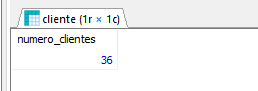 cliente (1r × 1c)
numero_clientes
36